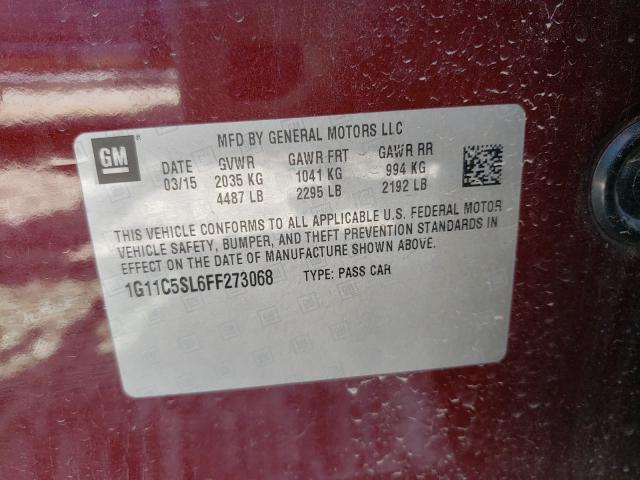 GM
MFD BY GENERAL MOTORS LLC
DATE GVWR GAWR FRT GAWR RR
03/15 2035 KG 1041 KG 994 KG
4487 LB 2295 LB 2192 LB
THIS VEHICLE CONFORMS TO ALL APPLICABLE U.S. FEDERAL MOTOR
VEHICLE SAFETY, BUMPER, AND THEFT PREVENTION STANDARDS IN
EFFECT ON THE DATE OF MANUFACTURE SHOWN ABOVE.
1G11C5SL6FF273068 TYPE: PASS CAR